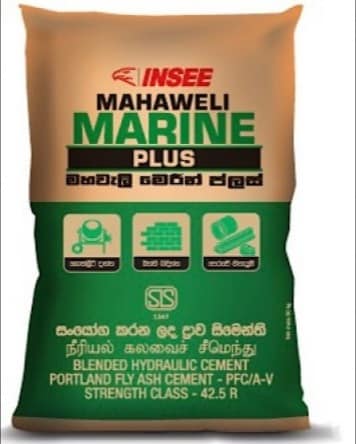 INSEE
MAHAWELI
MARINE
PLUS
මහවැලි මෙරින් ප්ලස්
SLS
1247
සංයෝග කරන ලද ද්‍රාව සිමෙන්ති
நீரியல் கலவைச் சீமெந்து
BLENDED HYDRAULIC CEMENT
PORTLAND FLY ASH CEMENT - PFC/A-V
STRENGTH CLASS - 42.5 R